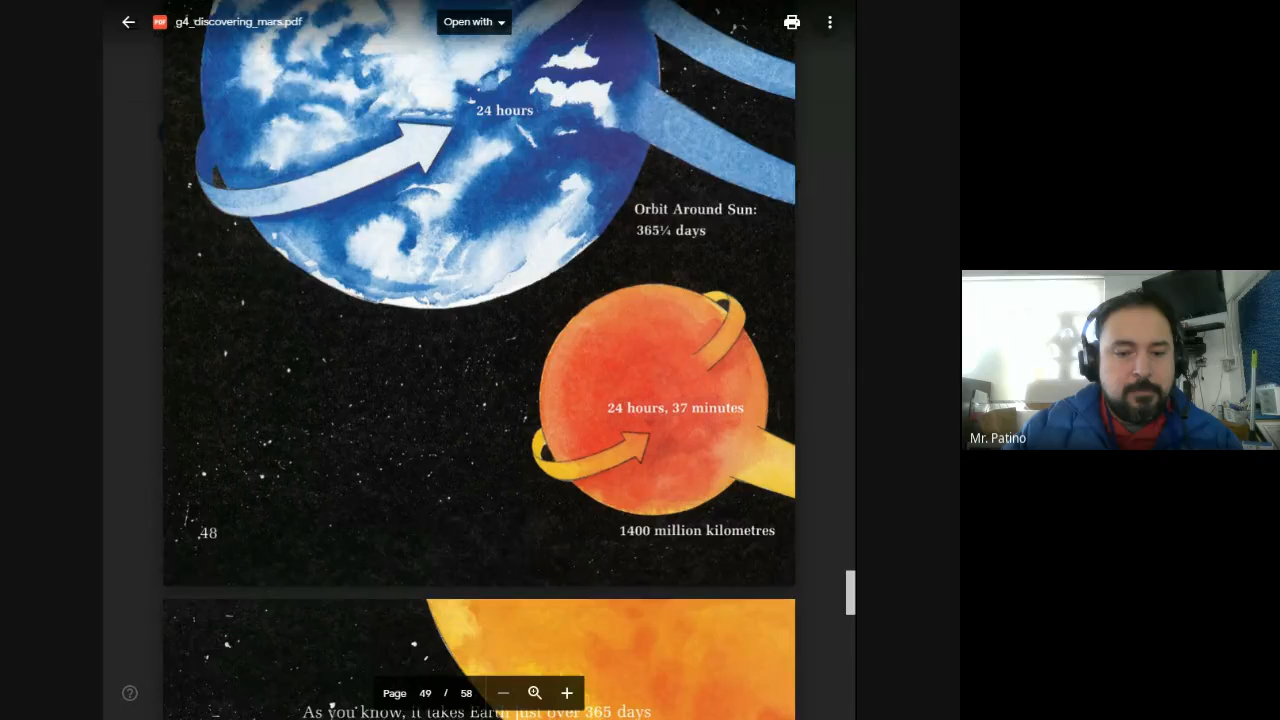 PDF g4_discovering_mars.pdf
Open with
24 hours
Orbit Around Sun:
365¼ days
24 hours, 37 minutes
1400 million kilometres
48
Mr. Patino
Page 49 / 58
As you know, it takes Earth just over 365 days